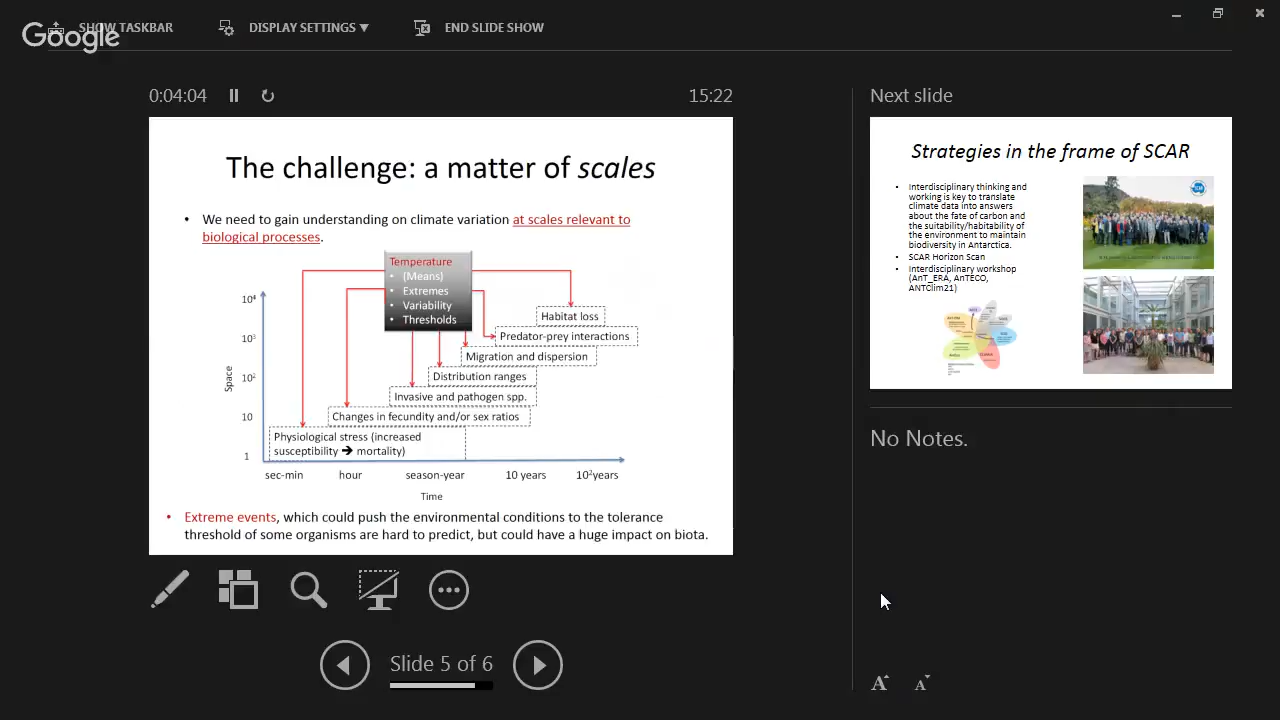 Google
SHOW TASKBAR
DISPLAY SETTINGS ▼
END SLIDE SHOW
0:04:04
15:22
The challenge: a matter of scales
• We need to gain understanding on climate variation at scales relevant to
biological processes.
Temperature
• (Means)
• Extremes
• Variability
• Thresholds
10⁴
10³
10²
10
1
Space
Habitat loss
Predator-prey interactions
Migration and dispersion
Distribution ranges
Invasive and pathogen spp.
Changes in fecundity and/or sex ratios
Physiological stress (increased
susceptibility → mortality)
sec-min
hour
season-year
10 years
10²years
Time
• Extreme events, which could push the environmental conditions to the tolerance
threshold of some organisms are hard to predict, but could have a huge impact on biota.
Slide 5 of 6
Next slide
Strategies in the frame of SCAR
• Interdisciplinary thinking and
working is key to translate
climate data into answers
about the fate of carbon and
the suitability/habitability of
the environment to maintain
biodiversity in Antarctica.
• SCAR Horizon Scan
• Interdisciplinary workshop
(AnT_ERA, AnTECO,
ANTClim21)
No Notes.
A
A